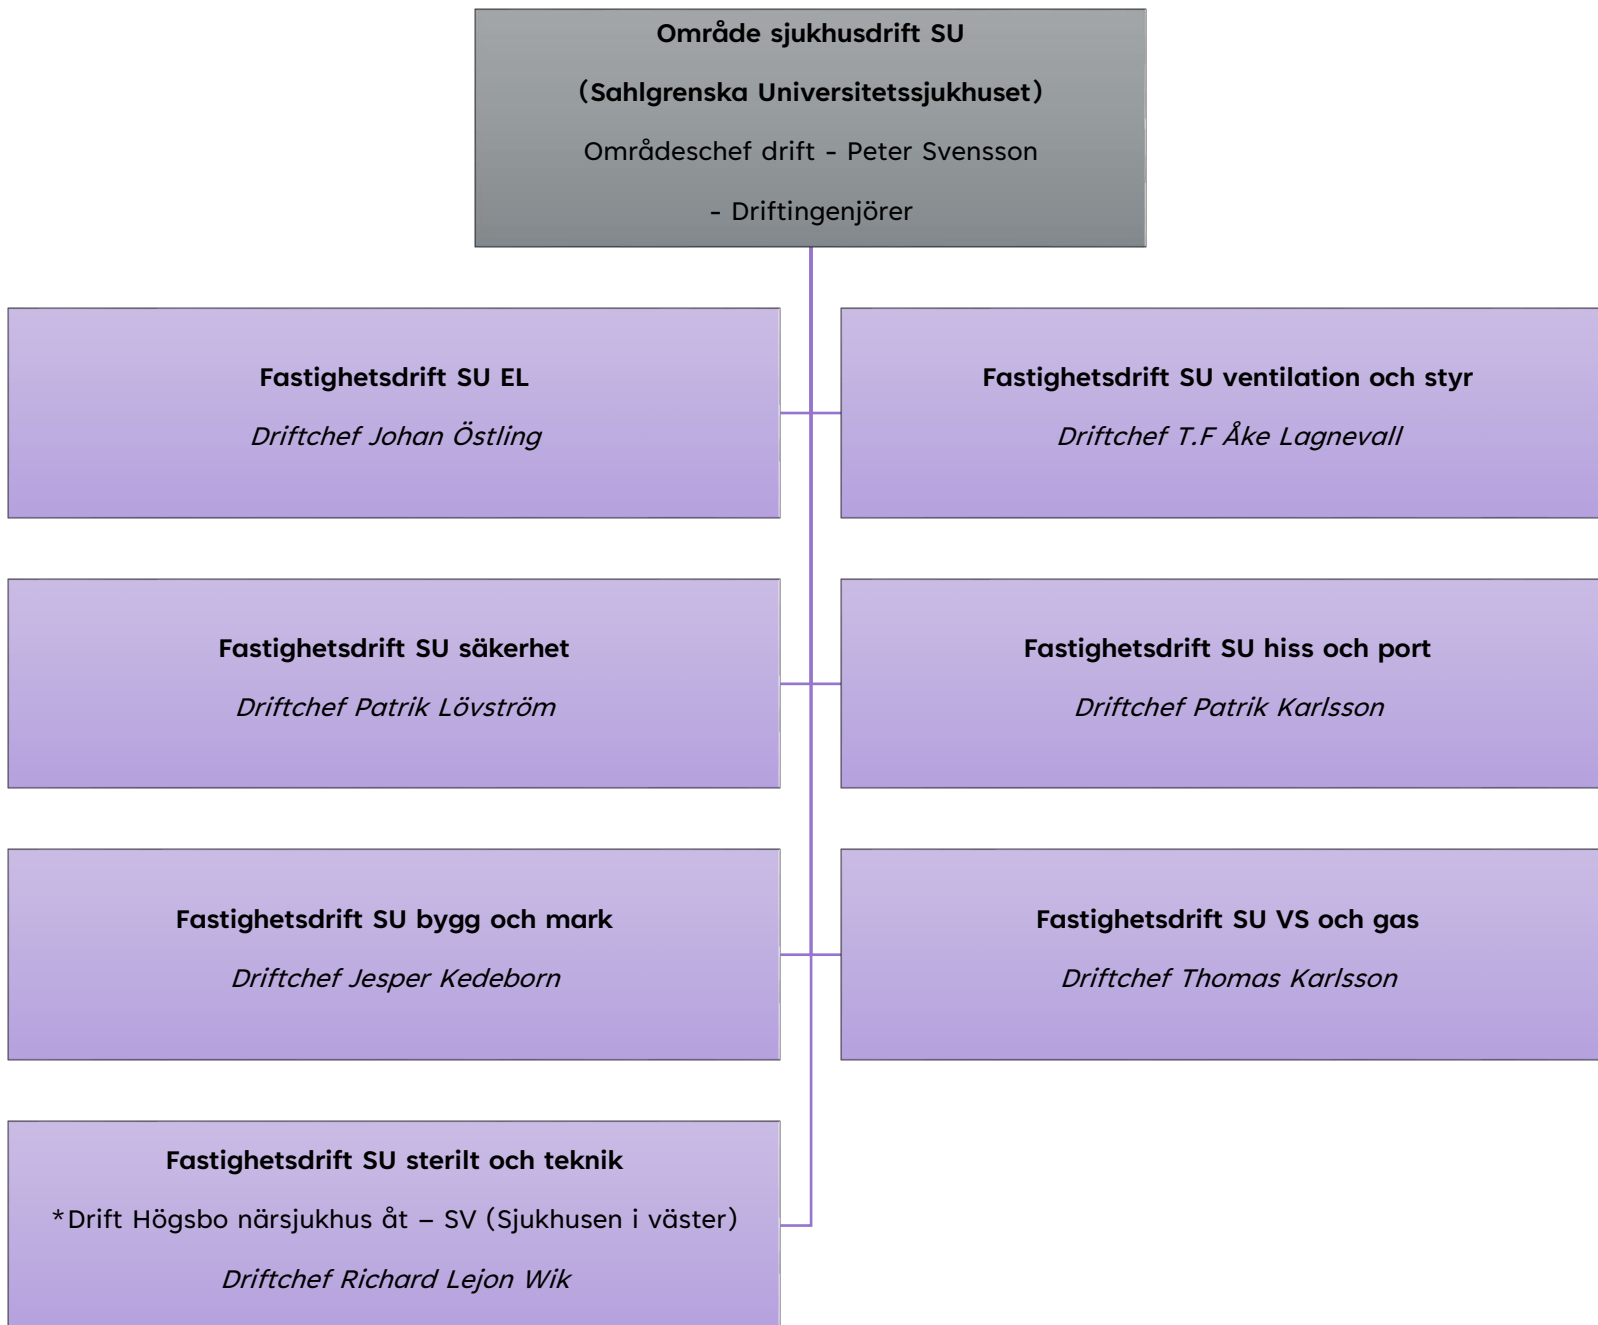 Område sjukhusdrift SU
(Sahlgrenska Universitetssjukhuset)
Områdeschef drift - Peter Svensson
- Driftingenjörer
Fastighetsdrift SU EL
Driftchef Johan Östling
Fastighetsdrift SU ventilation och styr
Driftchef T.F Åke Lagnevall
Fastighetsdrift SU säkerhet
Driftchef Patrik Lövström
Fastighetsdrift SU hiss och port
Driftchef Patrik Karlsson
Fastighetsdrift SU bygg och mark
Driftchef Jesper Kedeborn
Fastighetsdrift SU VS och gas
Driftchef Thomas Karlsson
Fastighetsdrift SU sterilt och teknik
*Drift Högsbo närsjukhus åt – SV (Sjukhusen i väster)
Driftchef Richard Lejon Wik